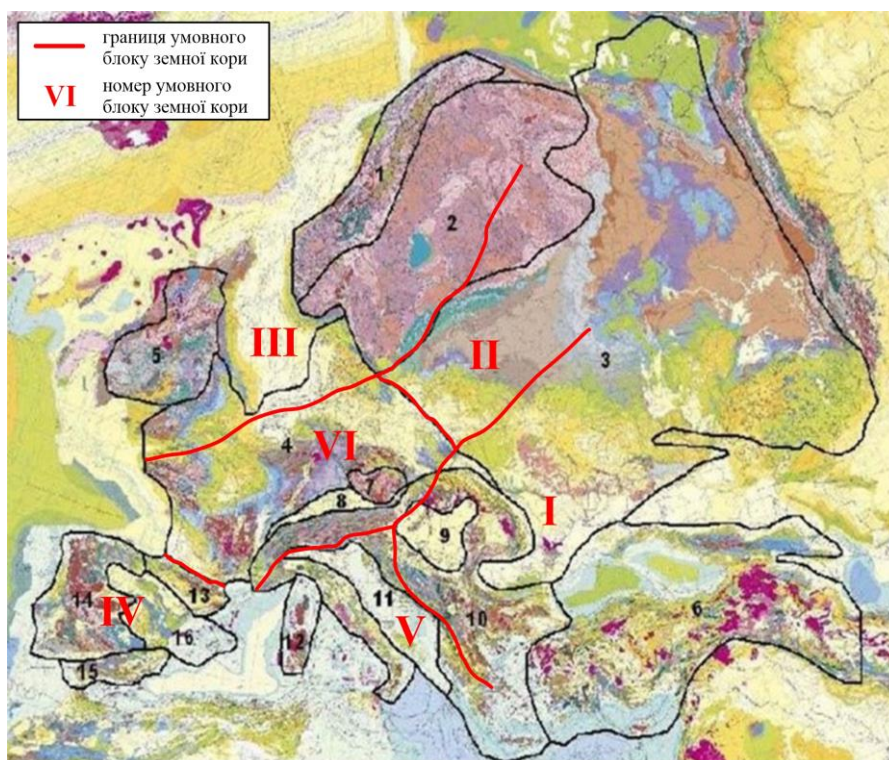 границя умовного
блоку земної кори
VI
номер умовного
блоку земної кори
1
2
III
5
II
3
4
VI
7
8
I
9
14
IV
13
11
10
6
V
16
12
15